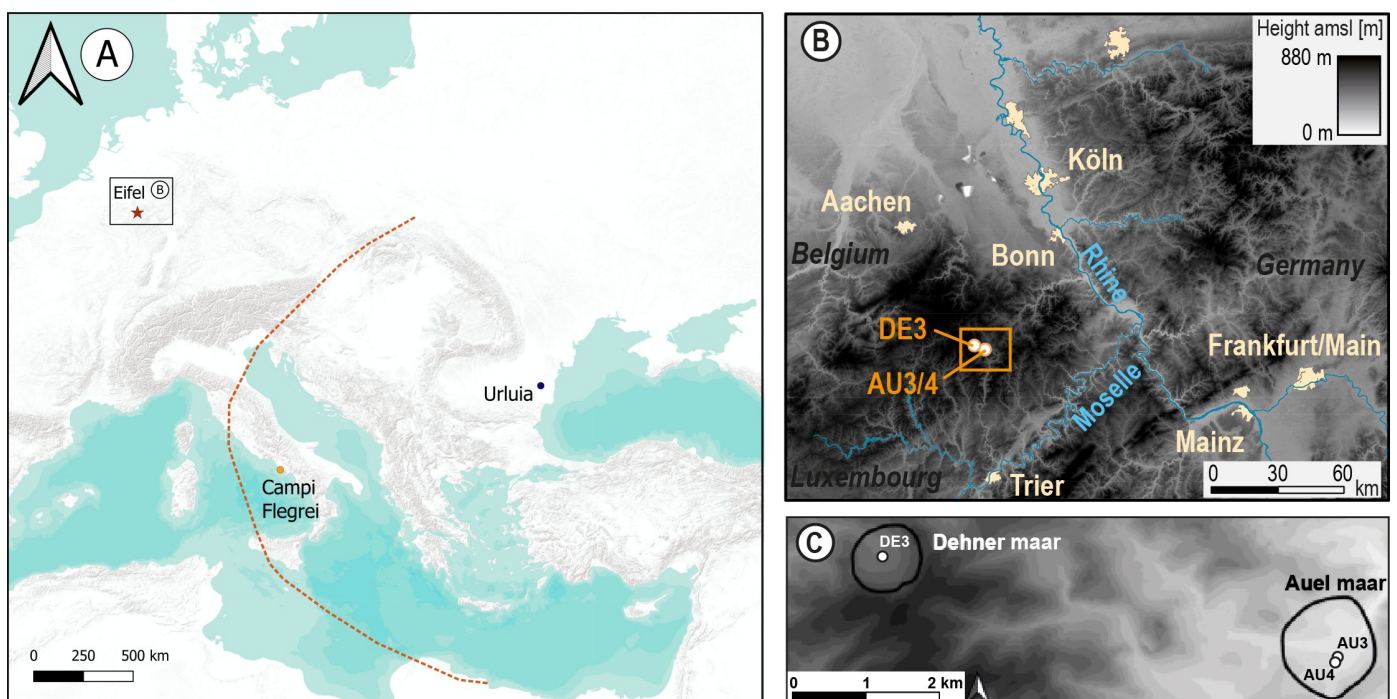 A
Eifel B
Urluia
Campi
Flegrei
0 250 500 km
B
Height amsl [m]
880 m
0 m
Köln
Aachen
Belgium
Bonn
Rhine
Germany
DE3
AU3/4
Frankfurt/Main
Moselle
Mainz
Luxembourg
Trier
0 30 60
km
C
DE3
Dehner maar
Auel maar
AU3
AU4
0 1 2 km